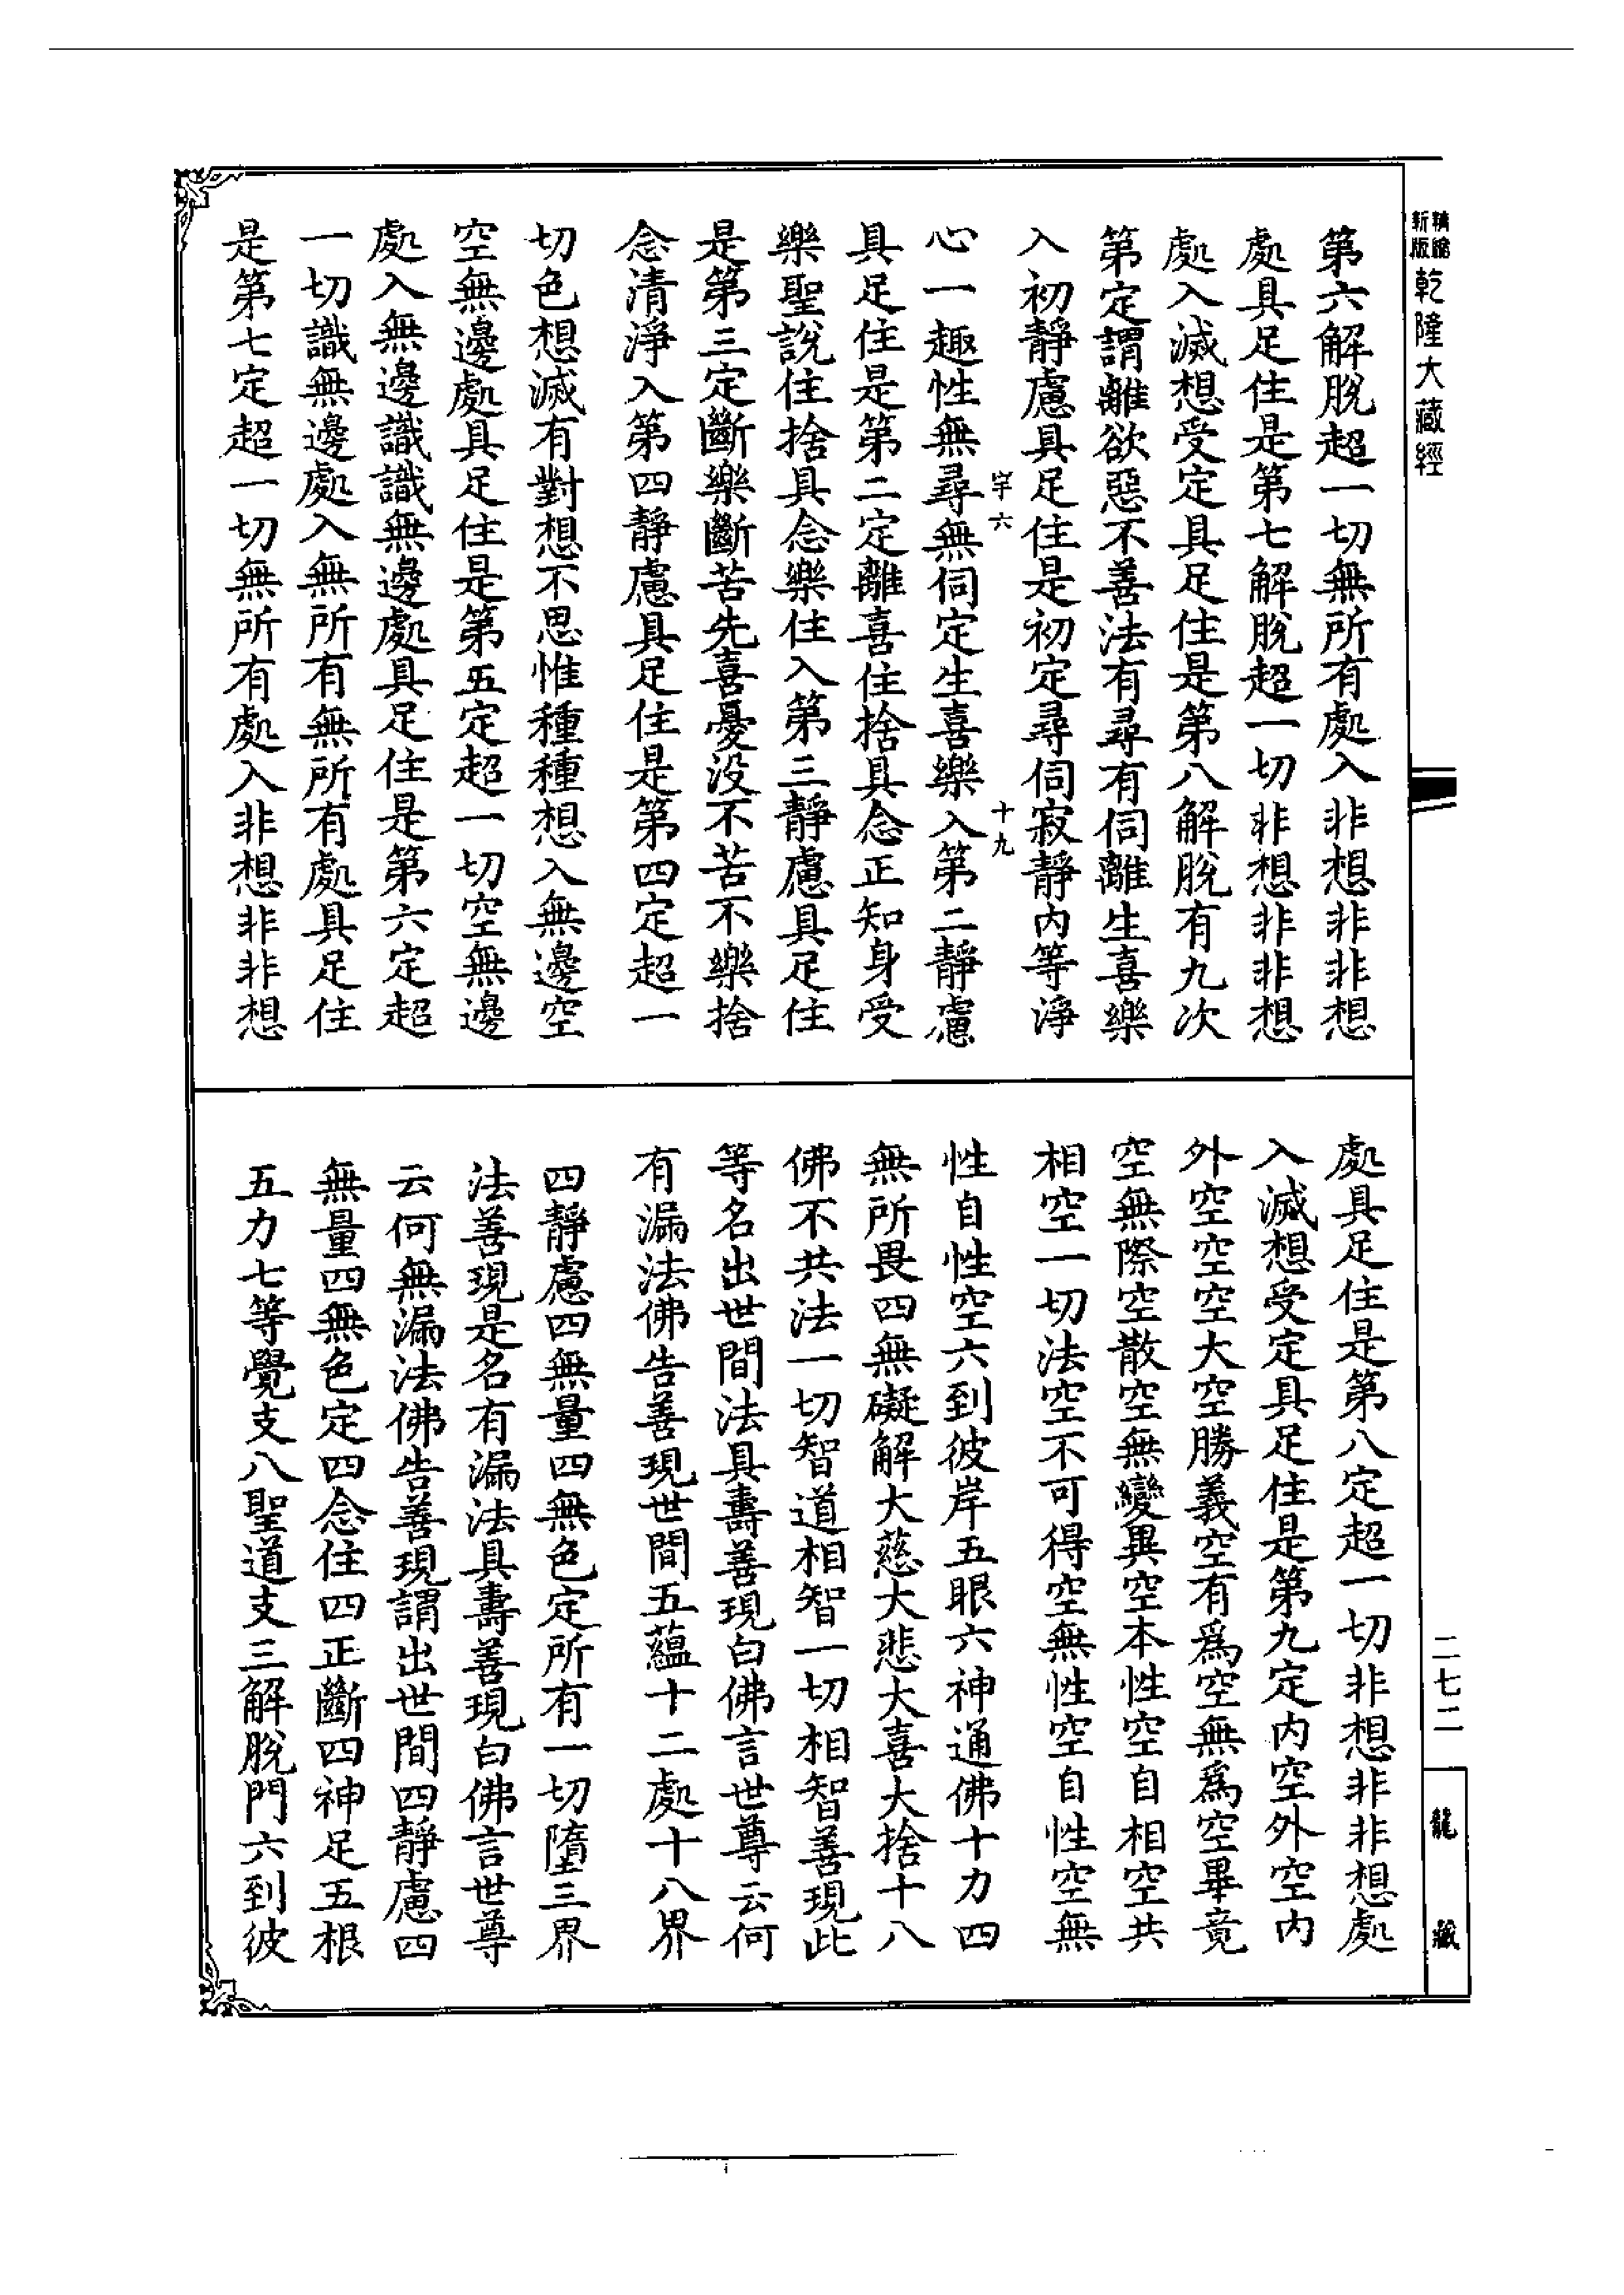 精縮新版
乾隆大藏經
第六解脫超一切無所有處入非想非非想
處具足住是第七解脫超一切非想非非想
處入滅想受定具足住是第八解脫有九次
第定謂離欲惡不善法有尋有伺離生喜樂
入初靜慮具足住是初定尋伺寂靜內等淨
六 十九
心一趣性無尋無伺定生喜樂入第二靜慮
具足住是第二定離喜住捨具念正知身受
樂聖說住捨具念樂住入第三靜慮具足住
是第三定斷樂斷苦先喜憂沒不苦不樂捨
念清淨入第四靜慮具足住是第四定超一
切色想滅有對想不思惟種種想入無邊空
空無邊處具足住是第五定超一切空無邊
處入無邊識識無邊處具足住是第六定超
一切識無邊處入無所有無所有處具足住
是第七定超一切無所有處入非想非非想
處具足住是第八定超一切非想非非想處
入滅想受定具足住是第九定內空外空內
外空空空大空勝義空有為空無為空畢竟
空無際空散空無變異空本性空自相空共
相空一切法空不可得空無性空自性空無
性自性空六到彼岸五眼六神通佛十力四
無所畏四無礙解大慈大悲大喜大捨十八
佛不共法一切智道相智一切相智善現此
等名出世間法具壽善現白佛言世尊云何
有漏法佛告善現世間五蘊十二處十八界
四靜慮四無量四無色定所有一切墮三界
法善現是名有漏法具壽善現白佛言世尊
云何無漏法佛告善現謂出世間四靜慮四
無量四無色定四念住四正斷四神足五根
五力七等覺支八聖道支三解脫門六到彼
二七二
龍藏